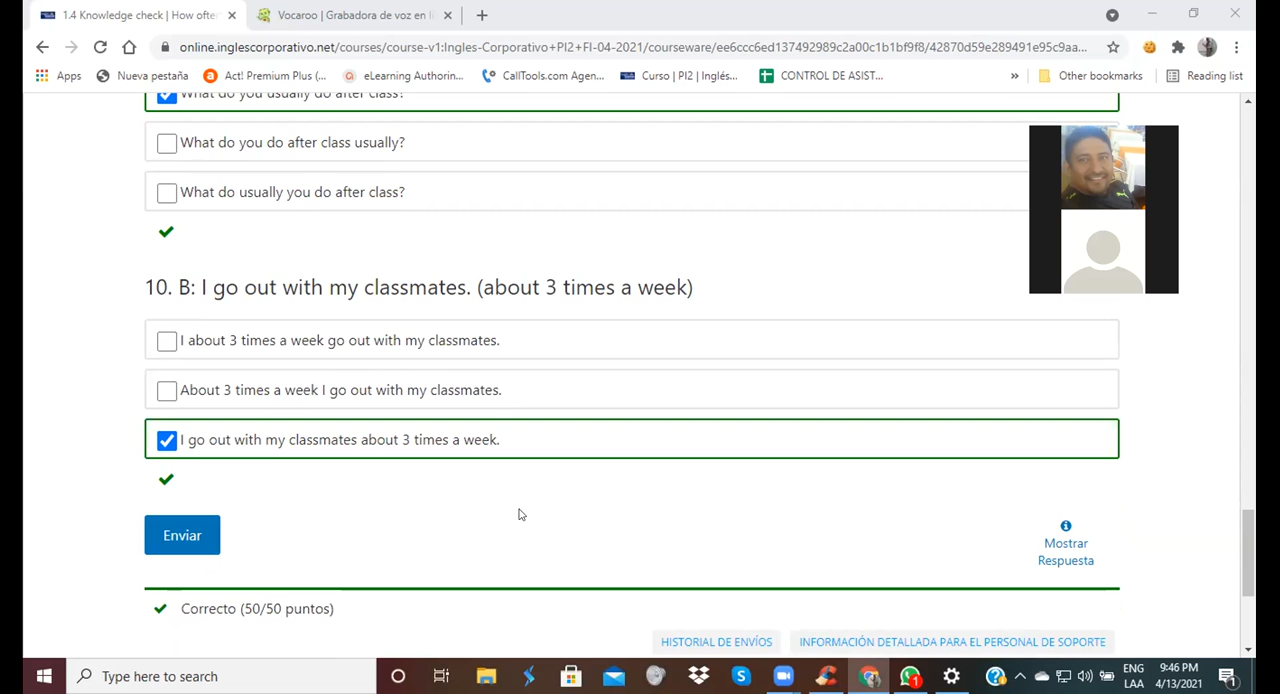 1.4 Knowledge check | How ofte
Vocaroo | Grabadora de voz en l
online.inglescorporativo.net/courses/course-v1:Ingles-Corporativo+PI2+FI-04-2021/courseware/ee6ccc6ed137492989c2a00c1b1bf9f8/42870d59e289491e95c9aa...
Apps
Nueva pestaña
Act! Premium Plus (...
eLearning Authorin...
CallTools.com Agen...
Curso | PI2 | Inglés...
CONTROL DE ASIST...
»
Other bookmarks
Reading list
What do you usually do after class?
What do you do after class usually?
What do usually you do after class?
10. B: I go out with my classmates. (about 3 times a week)
I about 3 times a week go out with my classmates.
About 3 times a week I go out with my classmates.
I go out with my classmates about 3 times a week.
Enviar
Mostrar
Respuesta
Correcto (50/50 puntos)
HISTORIAL DE ENVÍOS
INFORMACIÓN DETALLADA PARA EL PERSONAL DE SOPORTE
Type here to search
ENG
LAA
9:46 PM
4/13/2021